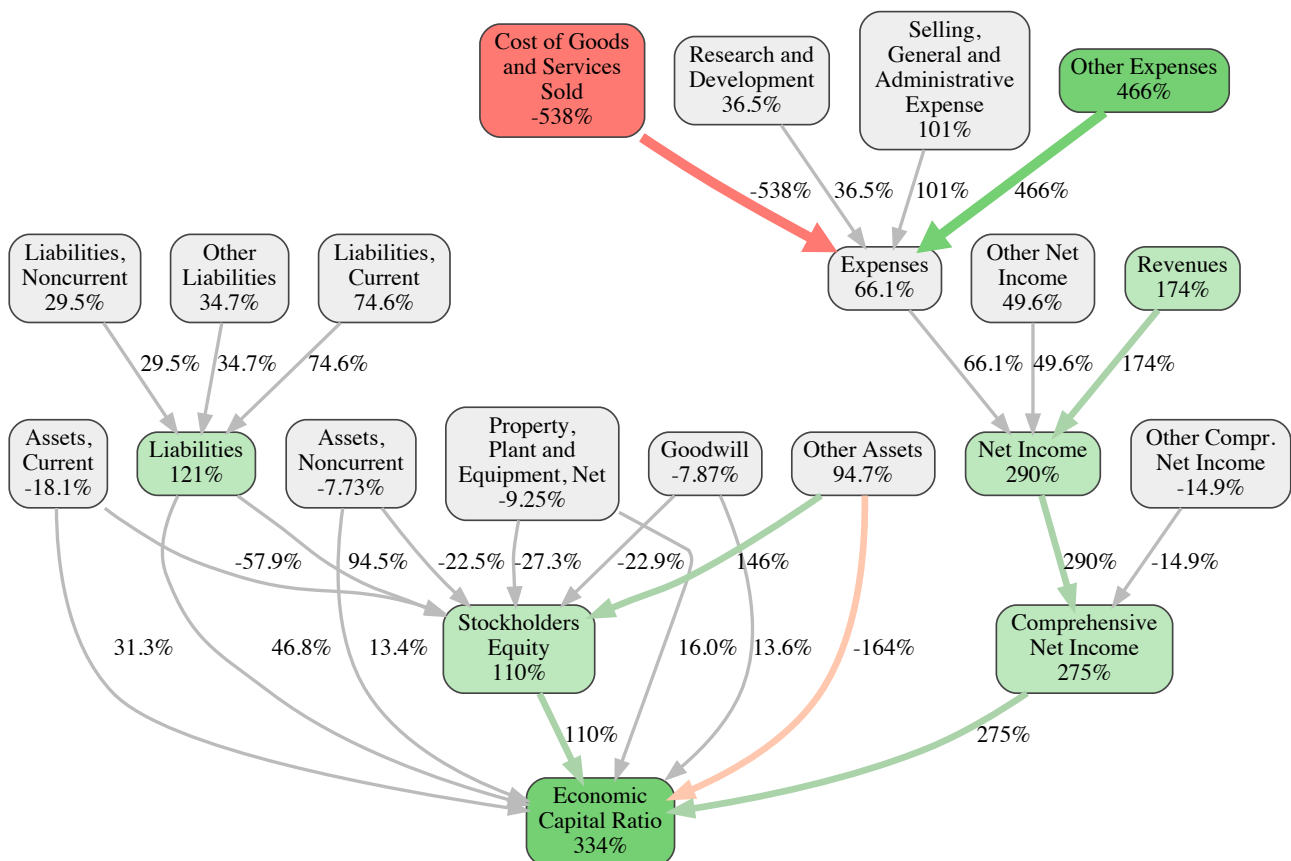 Cost of Goods
and Services
Sold
-538%
Research and
Development
36.5%
Selling,
General and
Administrative
Expense
101%
Other Expenses
466%
-538%
36.5%
101%
466%
Liabilities,
Noncurrent
29.5%
Other
Liabilities
34.7%
Liabilities,
Current
74.6%
Expenses
66.1%
Other Net
Income
49.6%
Revenues
174%
29.5%
34.7%
74.6%
66.1%
49.6%
174%
Assets,
Current
-18.1%
Liabilities
121%
Assets,
Noncurrent
-7.73%
Property,
Plant and
Equipment, Net
-9.25%
Goodwill
-7.87%
Other Assets
94.7%
Net Income
290%
Other Compr.
Net Income
-14.9%
-57.9%
94.5%
-22.5%
-27.3%
-22.9%
146%
290%
-14.9%
31.3%
46.8%
13.4%
Stockholders
Equity
110%
16.0%
13.6%
-164%
Comprehensive
Net Income
275%
110%
275%
Economic
Capital Ratio
334%